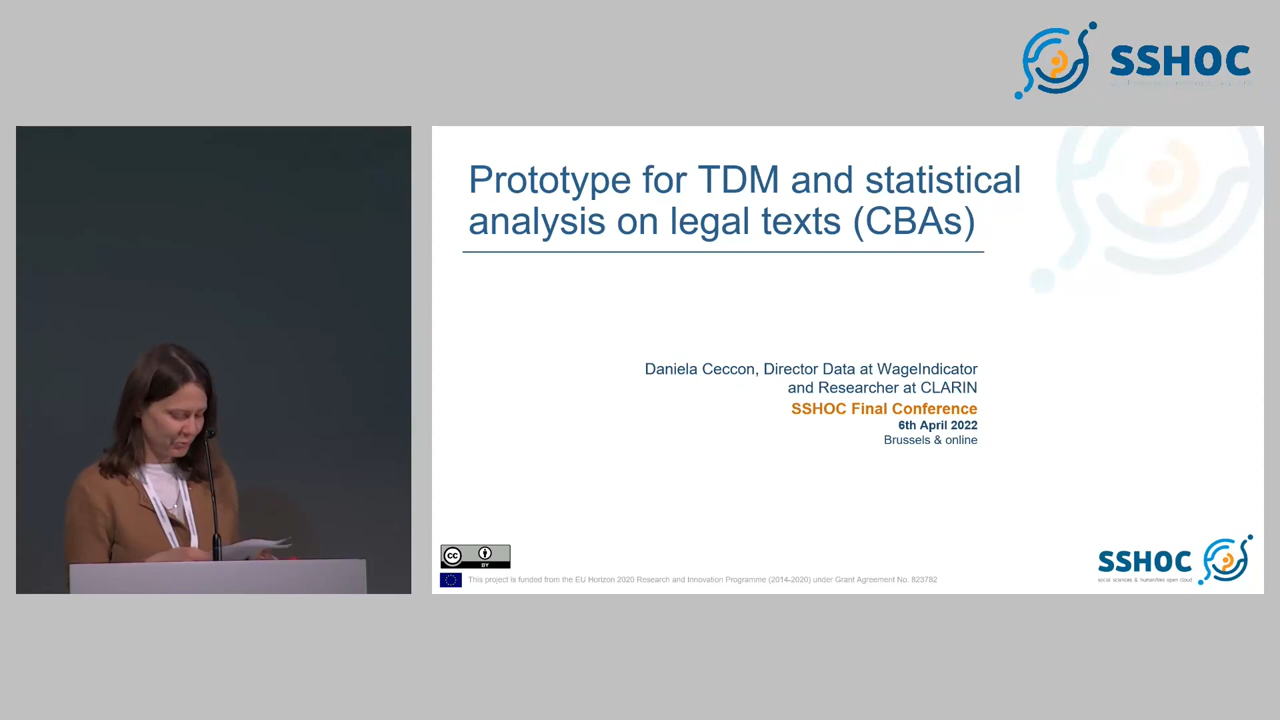 SSHOC
Prototype for TDM and statistical
analysis on legal texts (CBAs)
Daniela Ceccon, Director Data at WageIndicator
and Researcher at CLARIN
SSHOC Final Conference
6th April 2022
Brussels & online
CC
BY
This project is funded from the EU Horizon 2020 Research and Innovation Programme (2014-2020) under Grant Agreement No. 823782
SSHOC
social sciences & humanities open cloud